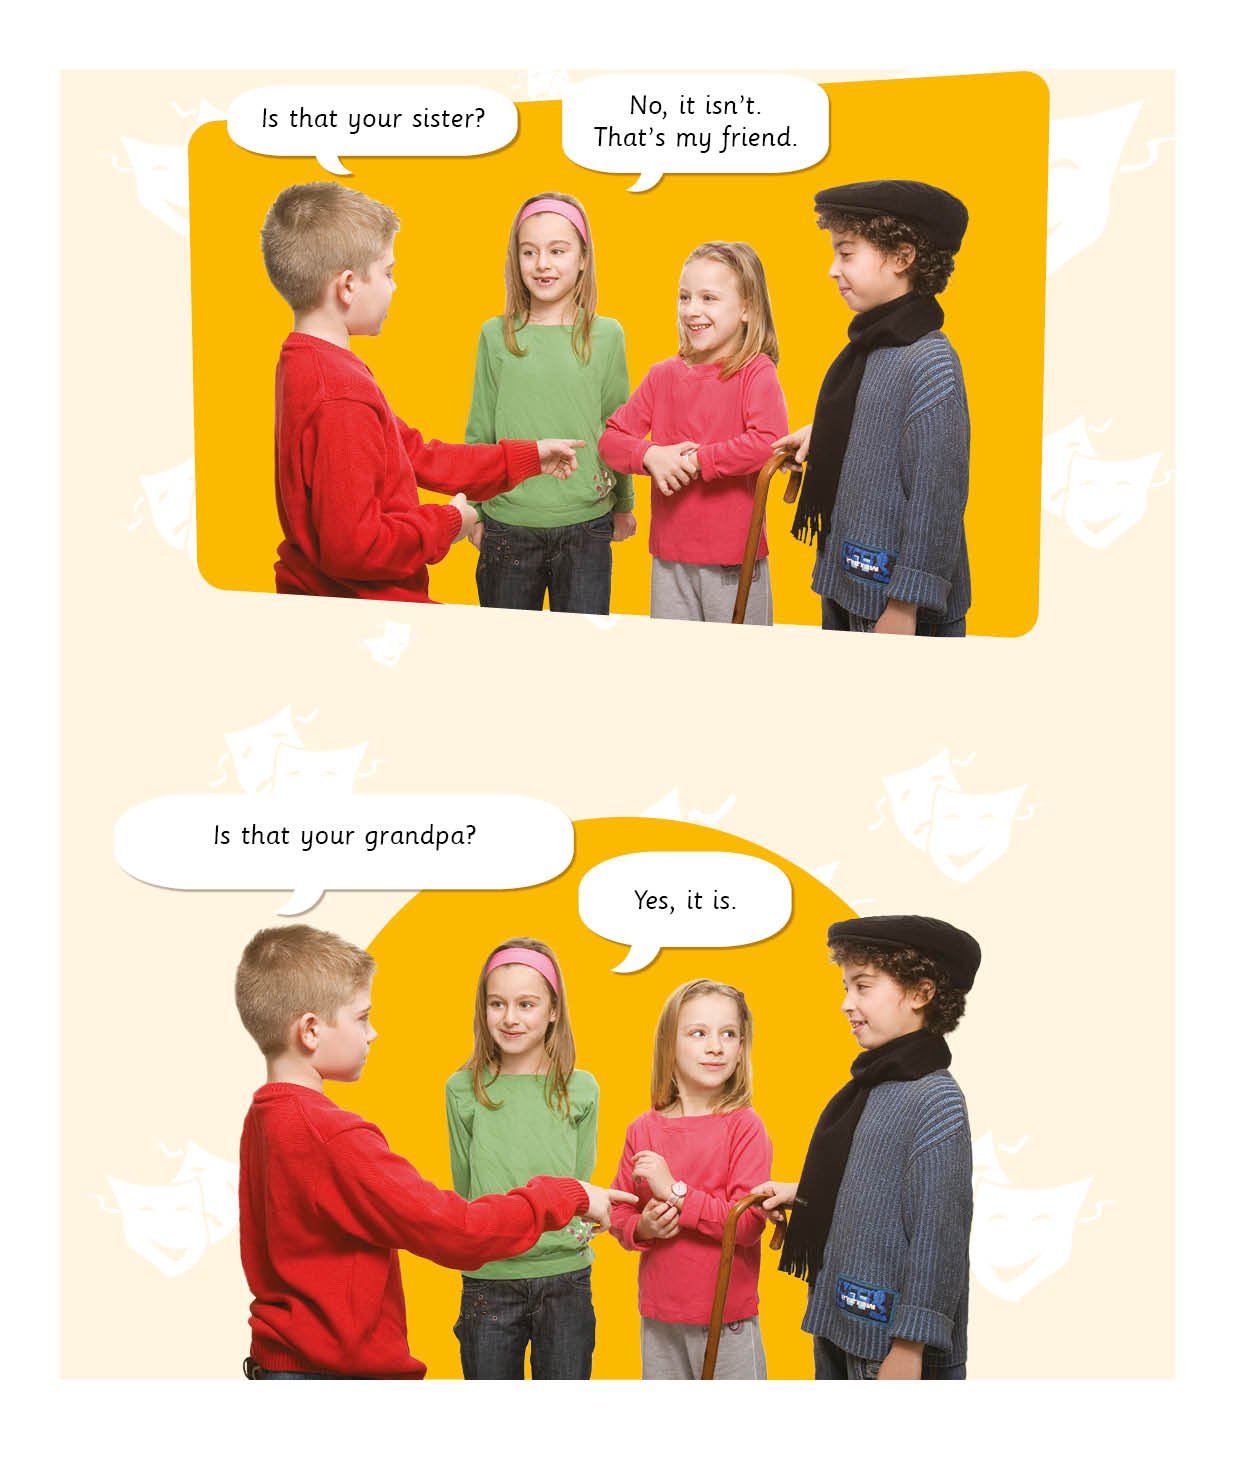 Is that your sister?
No, it isn't.
That's my friend.
Is that your grandpa?
Yes, it is.